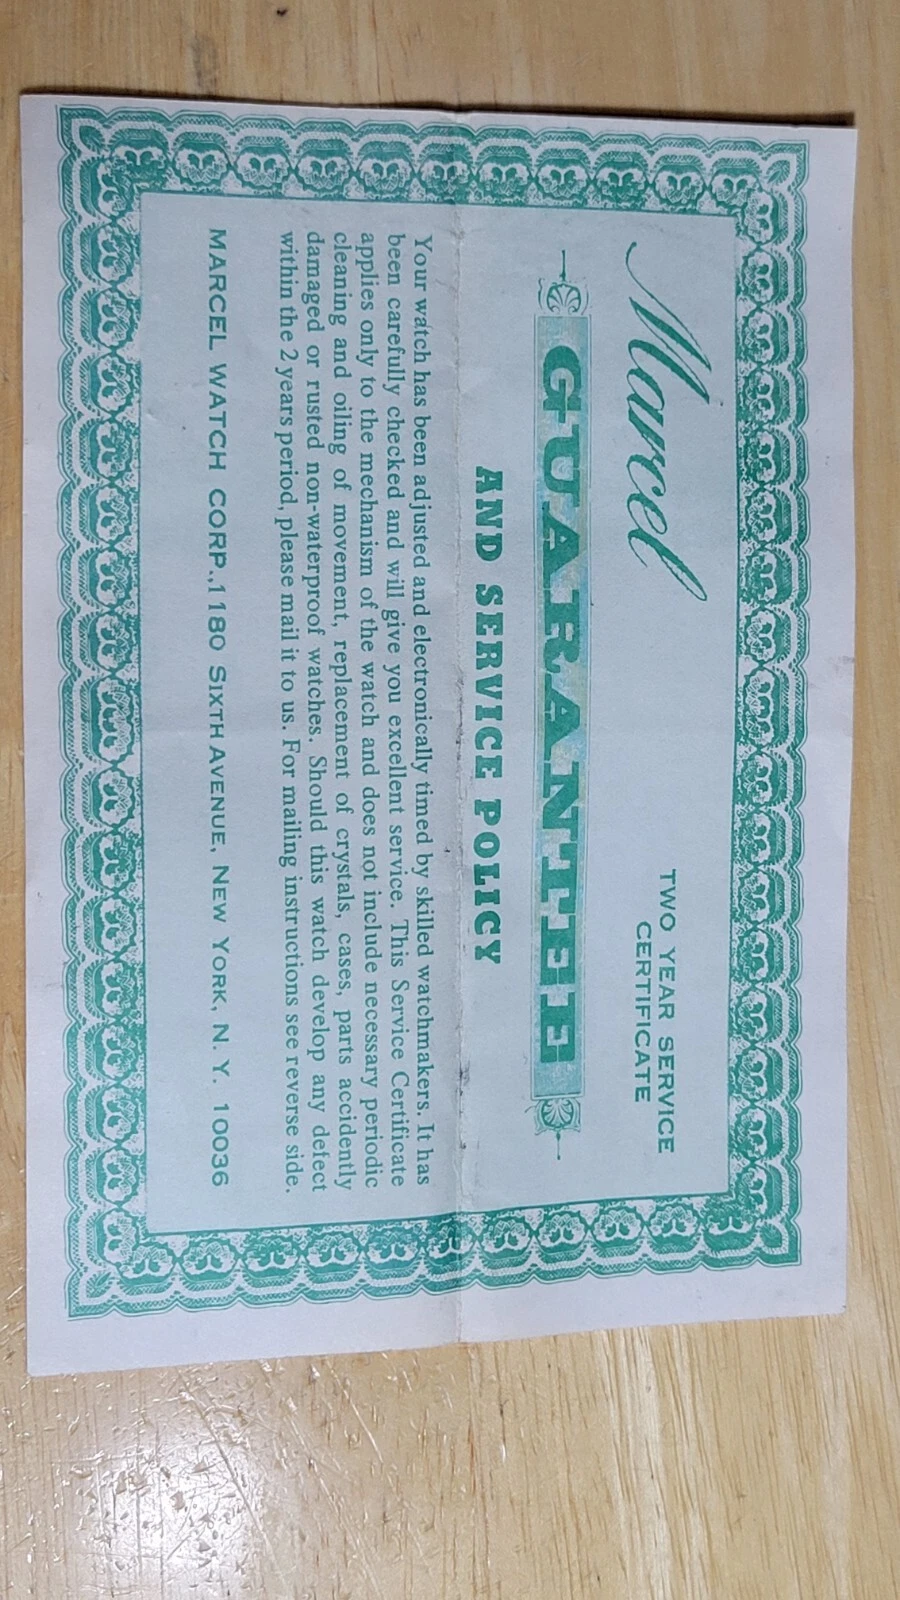 Marcel
TWO YEAR SERVICE
CERTIFICATE
GUARANTEE
AND SERVICE POLICY
Your watch has been adjusted and electronically timed by skilled watchmakers. It has
been carefully checked and will give you excellent service. This Service Certificate
applies only to the mechanism of the watch and does not include necessary periodic
cleaning and oiling of movement, replacement of crystals, cases, parts accidently
damaged or rusted non-waterproof watches. Should this watch develop any defect
within the 2 years period, please mail it to us. For mailing instructions see reverse side.
MARCEL WATCH CORP., 1180 SIXTH AVENUE, NEW YORK, N. Y. 10036